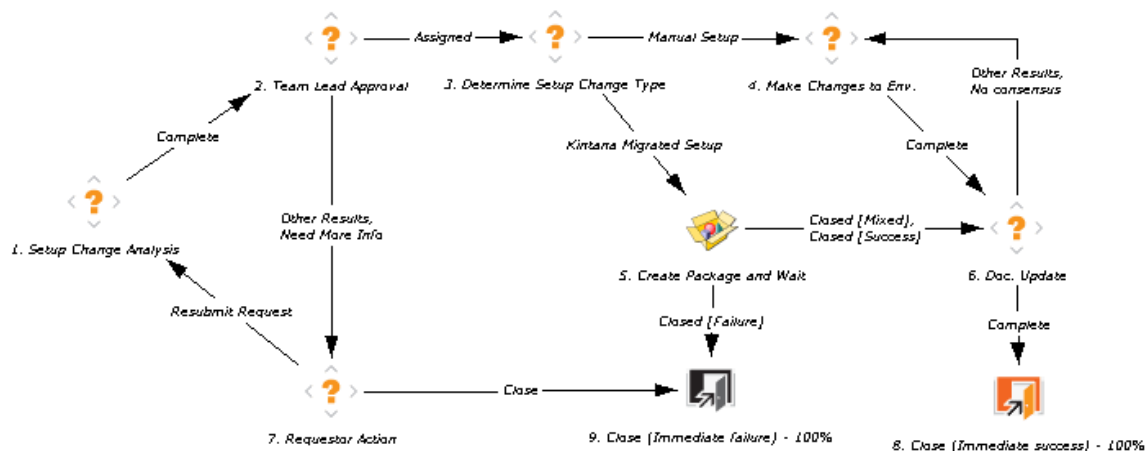 Assigned
Manual Setup
2. Team Lead Approval
3. Determine Setup Change Type
4. Make Changes to Env.
Other Results,
No consensus
Complete
Kintana Migrated Setup
Complete
Other Results,
Need More Info
Closed [Mixed],
Closed [Success]
1. Setup Change Analysis
5. Create Package and Wait
6. Doc. Update
Resubmit Request
Closed [Failure]
Complete
Close
7. Requestor Action
9. Close (Immediate failure) - 100%
8. Close (Immediate success) - 100%